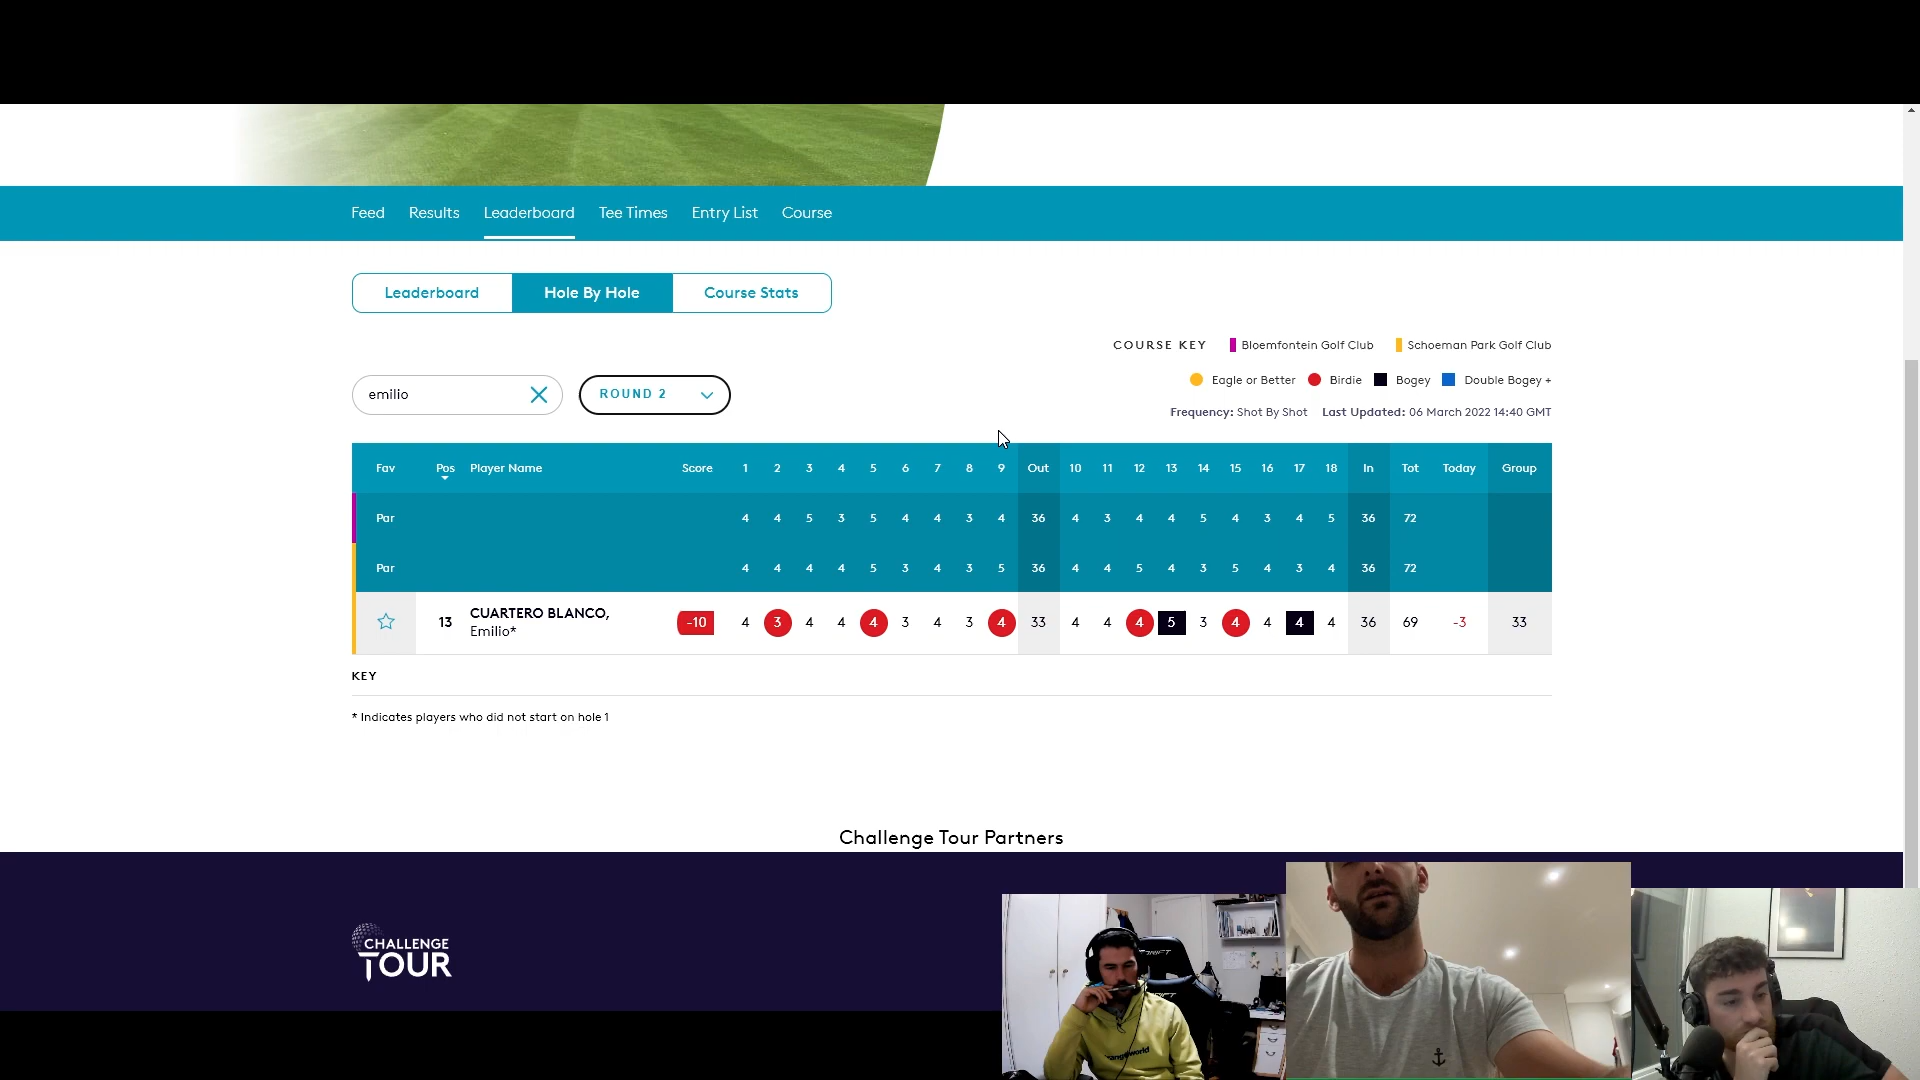 Feed Results Leaderboard Tee Times Entry List Course
Leaderboard Hole By Hole Course Stats
COURSE KEY Bloemfontein Golf Club Schoeman Park Golf Club
Eagle or Better Birdie Bogey Double Bogey +
emilio ROUND 2
Frequency: Shot By Shot Last Updated: 06 March 2022 14:40 GMT
Fav Pos Player Name Score 1 2 3 4 5 6 7 8 9 Out 10 11 12 13 14 15 16 17 18 In Tot Today Group
Par 4 4 5 3 5 4 4 3 4 36 4 3 4 4 5 4 3 4 5 36 72
Par 4 4 4 4 5 3 4 3 5 36 4 4 5 4 3 5 4 3 4 36 72
13 CUARTERO BLANCO, -10 4 3 4 4 4 3 4 3 4 33 4 4 4 5 3 4 4 4 4 36 69 -3 33
Emilio*
KEY
* Indicates players who did not start on hole 1
Challenge Tour Partners
CHALLENGE
TOUR